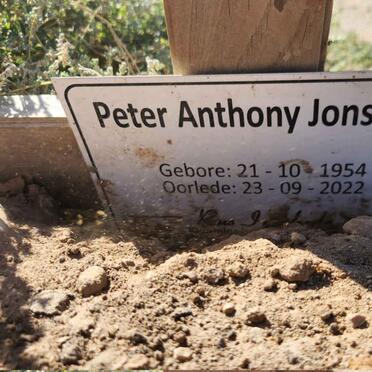 Peter Anthony Jons
Gebore: 21 - 10 - 1954
Oorlede: 23 - 09 - 2022